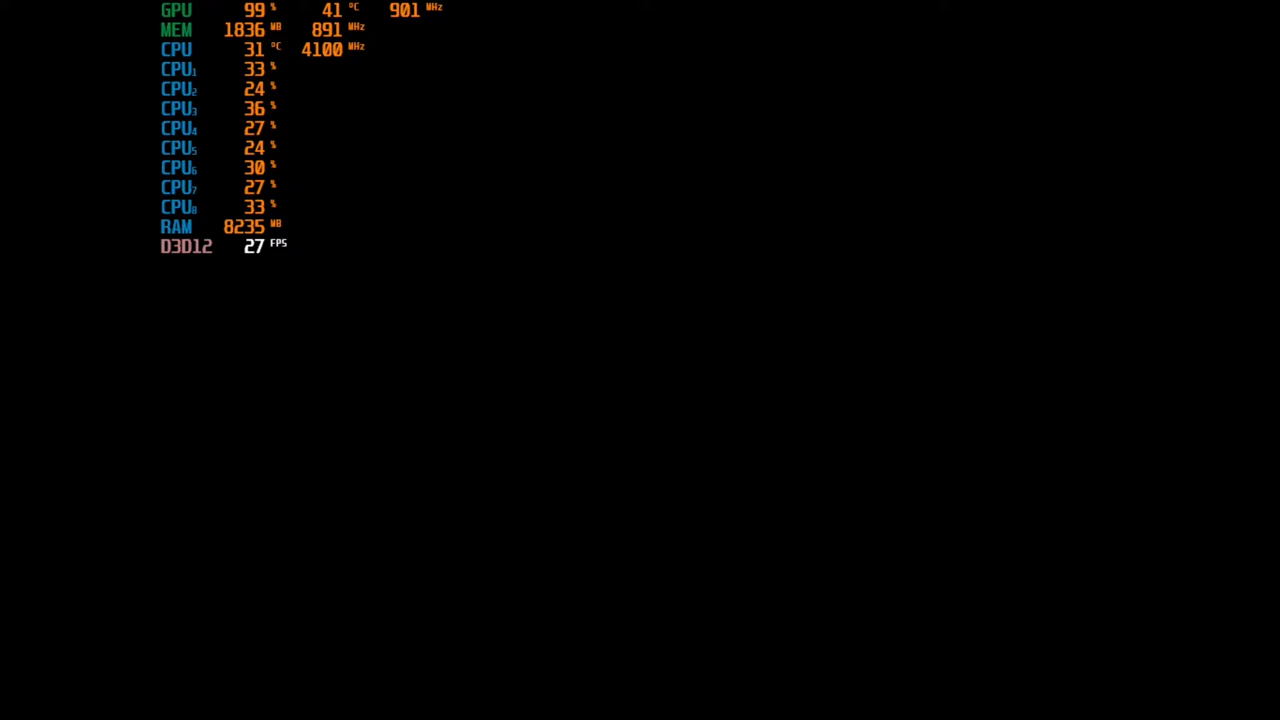 GPU 99 % 41 °C 901 MHz
MEM 1836 MB 891 MHz
CPU 31 °C 4100 MHz
CPU1 33 %
CPU2 24 %
CPU3 36 %
CPU4 27 %
CPU5 24 %
CPU6 30 %
CPU7 27 %
CPU8 33 %
RAM 8235 MB
D3D12 27 FPS